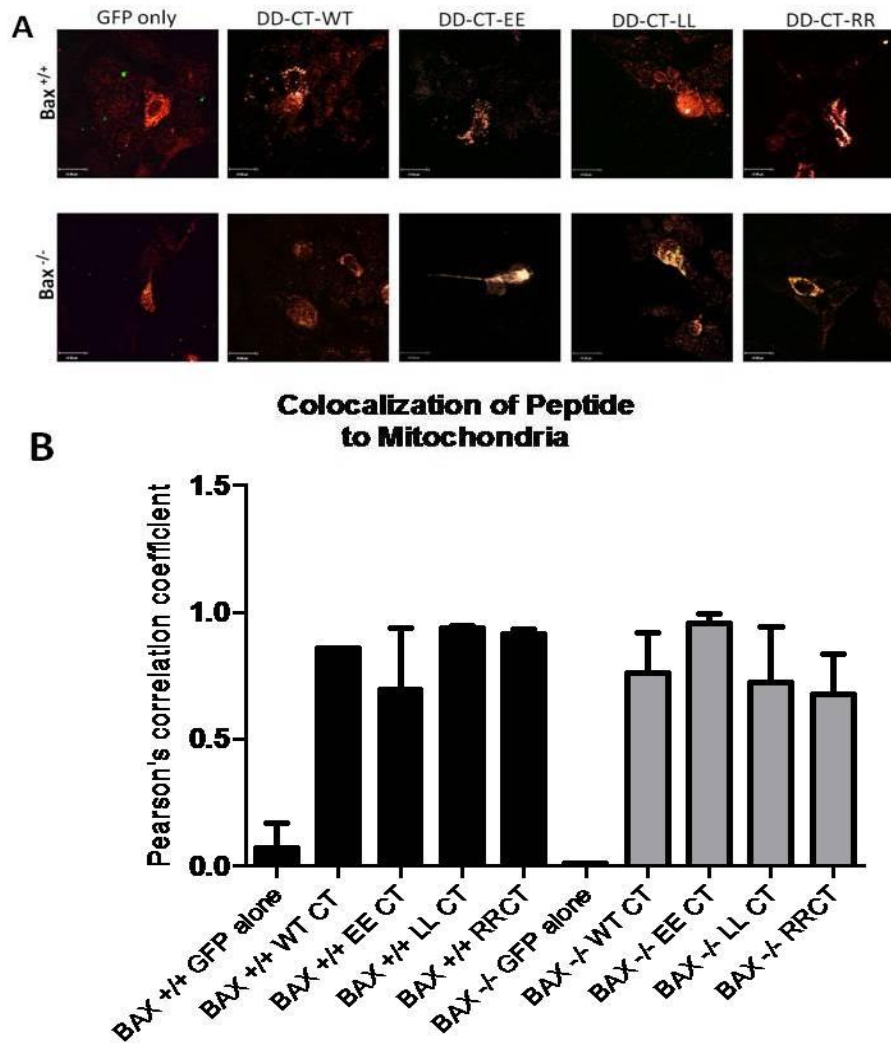 A
GFP only
DD-CT-WT
DD-CT-EE
DD-CT-LL
DD-CT-RR
Bax+/+
Bax-/-
Colocalization of Peptide
to Mitochondria
B
Pearson's correlation coefficient
1.5
1.0
0.5
0.0
BAX +/+ GFP alone
BAX +/+ WT CT
BAX +/+ EE CT
BAX +/+ LL CT
BAX +/+ RRCT
BAX -/- GFP alone
BAX -/- WT CT
BAX -/- EE CT
BAX -/- LL CT
BAX -/- RRCT